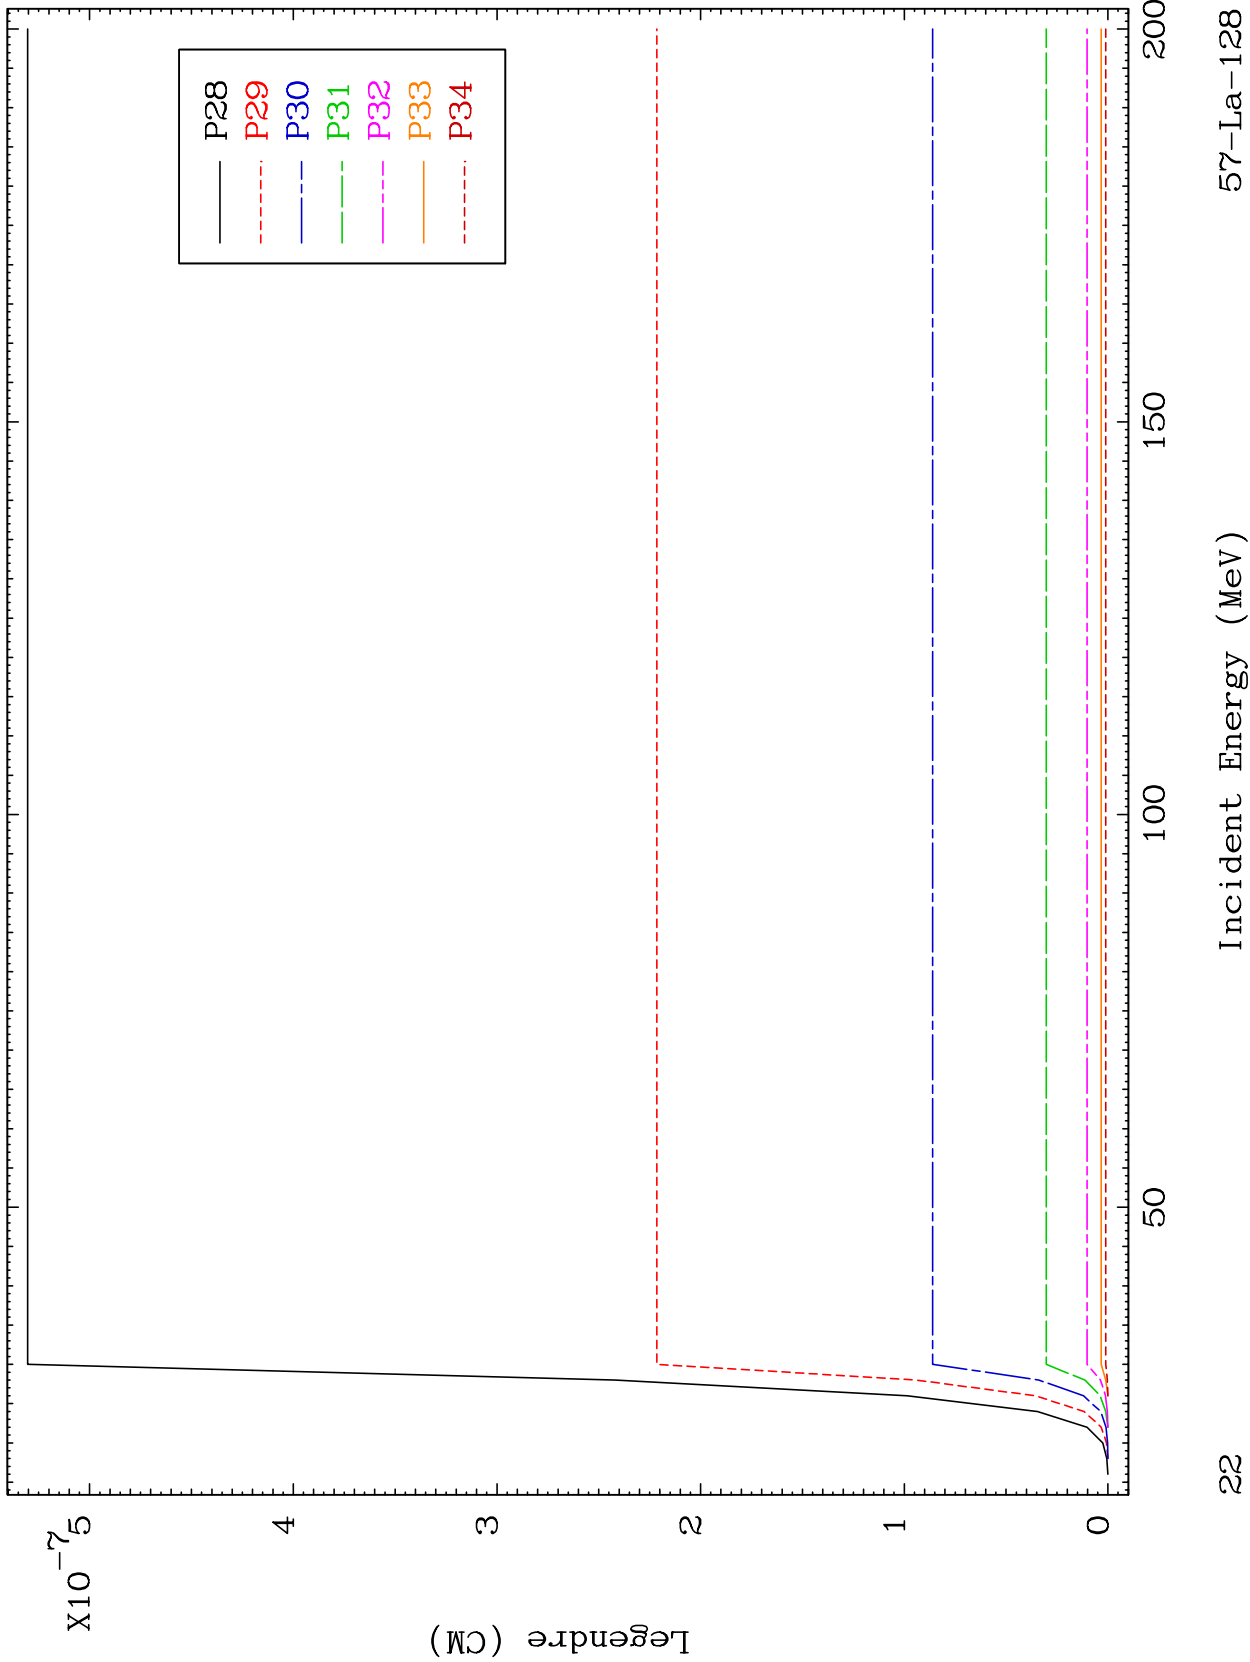 X10-7
5
4
3
2
1
0
Legendre (CM)
P28
P29
P30
P31
P32
P33
P34
50
100
150
200
Incident Energy (MeV)
22
57-La-128